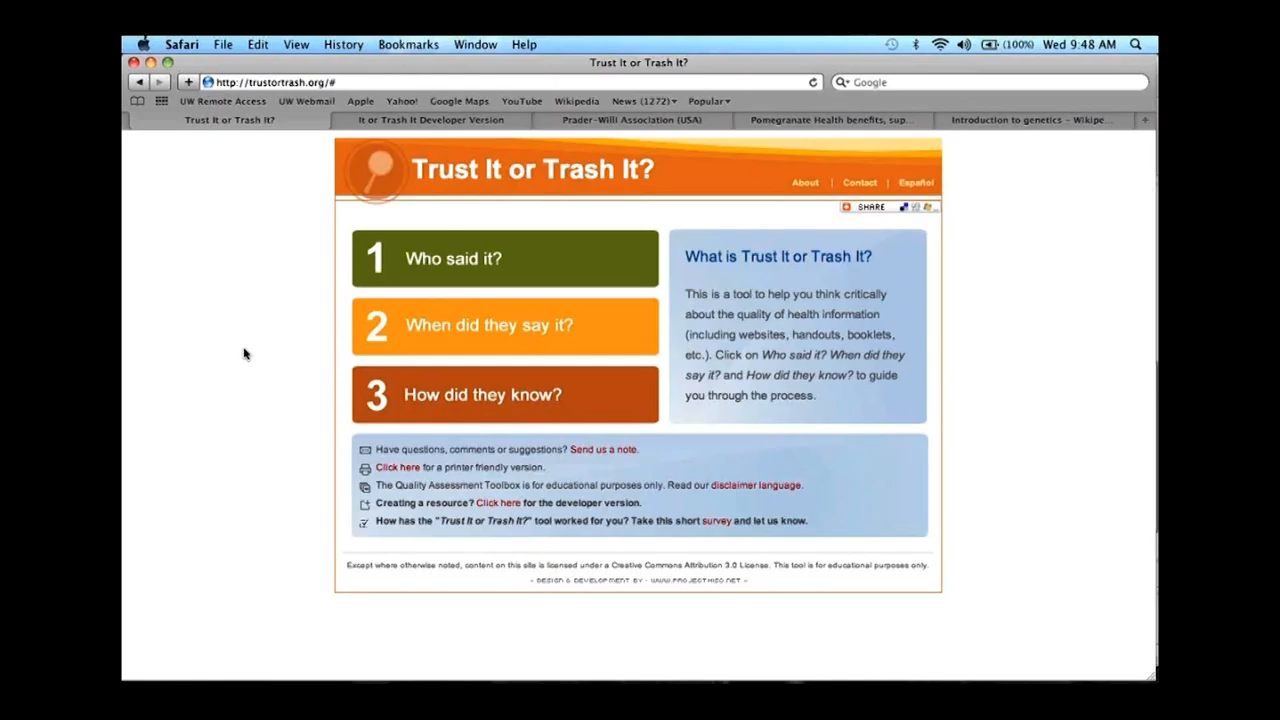 Safari File Edit View History Bookmarks Window Help (100%) Wed 9:48 AM
Trust It or Trash It?
http://trustortrash.org/# Google
UW Remote Access UW Webmail Apple Yahoo! Google Maps YouTube Wikipedia News (1272) Popular
Trust It or Trash It? It or Trash It Developer Version Prader-Willi Association (USA) Pomegranate Health benefits, sup... Introduction to genetics – Wikipe...
Trust It or Trash It?
About | Contact | Español
SHARE
1 Who said it?
2 When did they say it?
3 How did they know?
What is Trust It or Trash It?
This is a tool to help you think critically
about the quality of health information
(including websites, handouts, booklets,
etc.). Click on Who said it? When did they
say it? and How did they know? to guide
you through the process.
Have questions, comments or suggestions? Send us a note.
Click here for a printer friendly version.
The Quality Assessment Toolbox is for educational purposes only. Read our disclaimer language.
Creating a resource? Click here for the developer version.
How has the "Trust It or Trash It?" tool worked for you? Take this short survey and let us know.
Except where otherwise noted, content on this site is licensed under a Creative Commons Attribution 3.0 License. This tool is for educational purposes only.
- DESIGN & DEVELOPMENT BY - WWW.PROJECTHISO.NET -